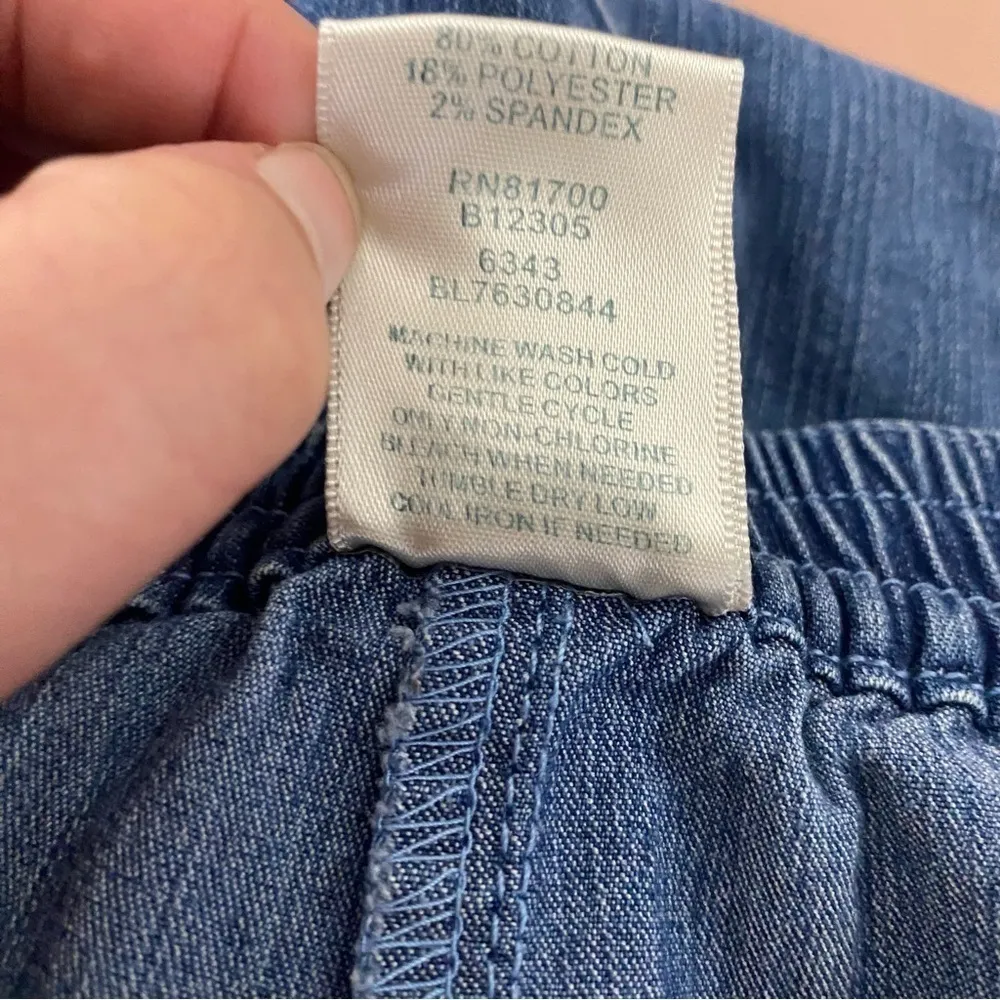 80% COTTON
18% POLYESTER
2% SPANDEX
RN81700
B12305
6343
BL7630844
MACHINE WASH COLD
WITH LIKE COLORS
GENTLE CYCLE
ONLY NON-CHLORINE
BLEACH WHEN NEEDED
TUMBLE DRY LOW
COOL IRON IF NEEDED